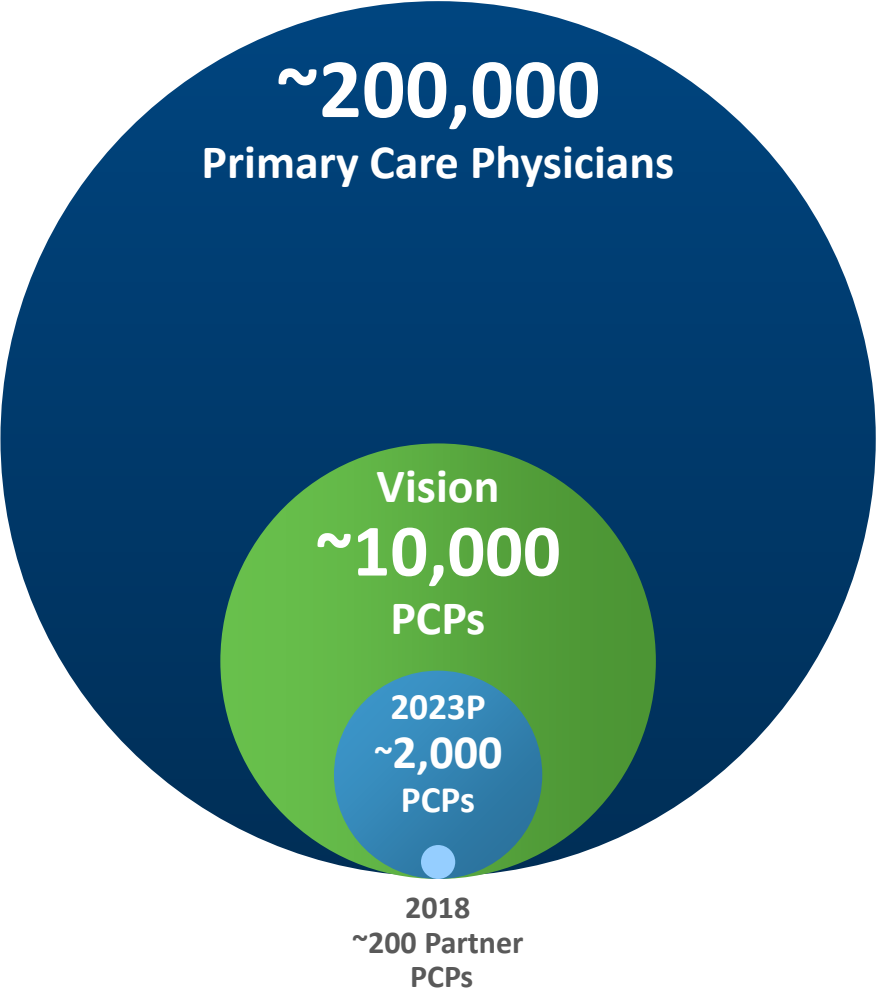 ~200,000
Primary Care Physicians
Vision
~10,000
PCPs
2023P
~2,000
PCPs
2018
~200 Partner
PCPs